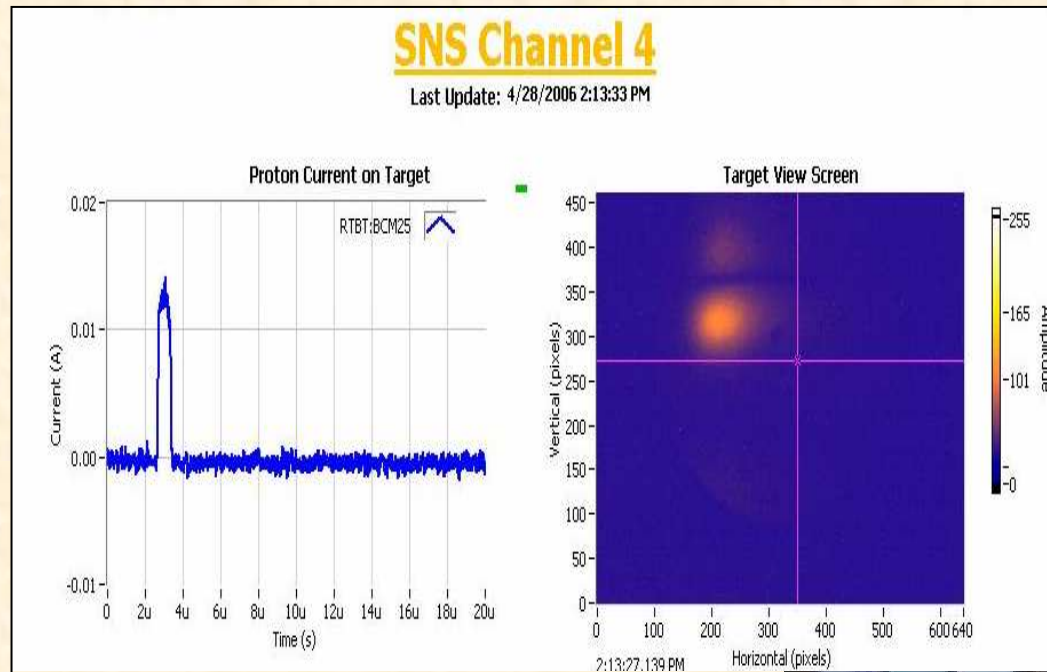 SNS Channel 4
Last Update: 4/28/2006 2:13:33 PM
Proton Current on Target
RTBT:BCM25
0.02
0.01
0.00
-0.01
Current (A)
0 2u 4u 6u 8u 10u 12u 14u 16u 18u 20u
Time (s)
Target View Screen
450
400
350
300
250
200
150
100
50
0
Vertical (pixels)
0 100 200 300 400 500 600 640
Horizontal (pixels)
2:13:27.139 PM
255
165
101
0
Amplitude